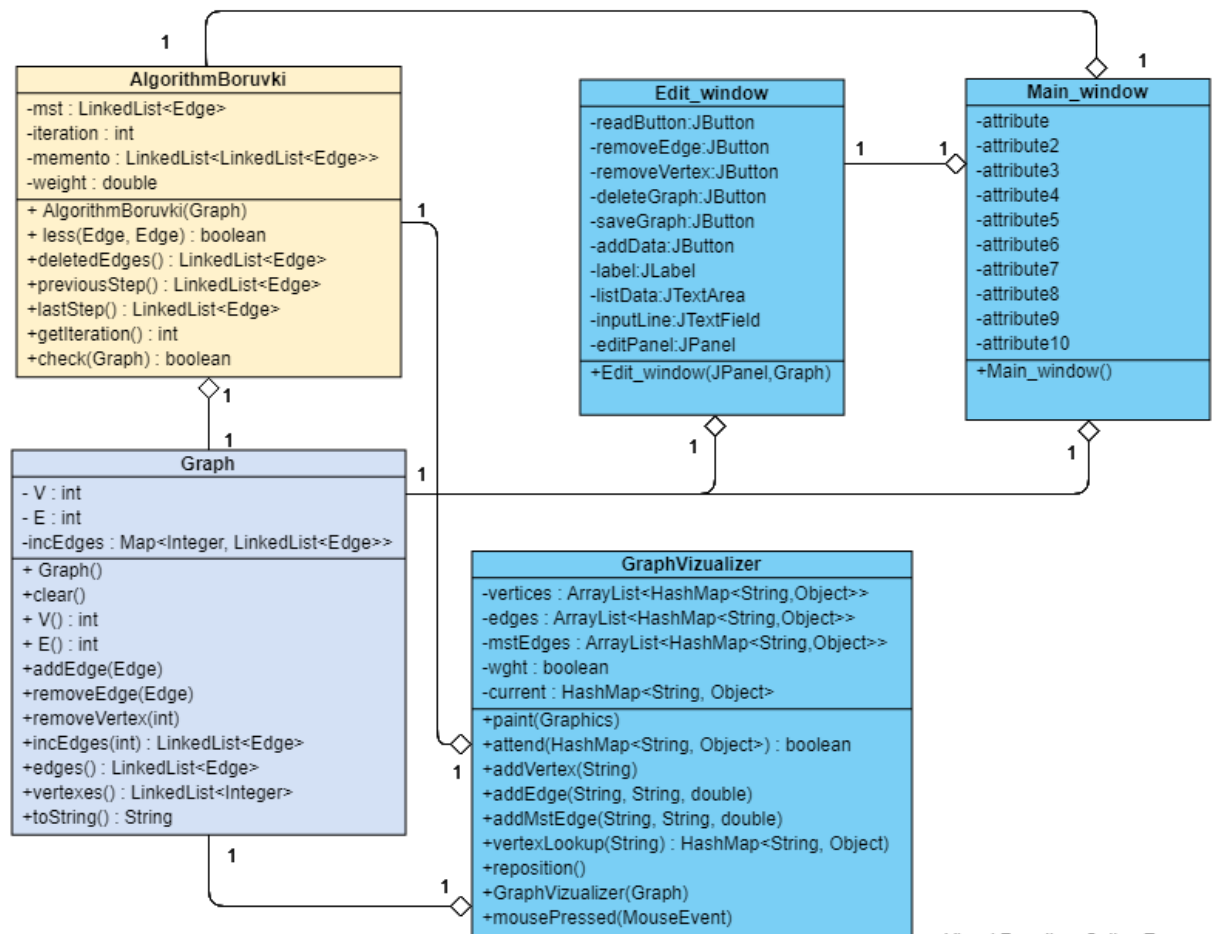 1
1
AlgorithmBoruvki
-mst : LinkedList<Edge>
-iteration : int
-memento : LinkedList<LinkedList<Edge>>
-weight : double
+ AlgorithmBoruvki(Graph)
+ less(Edge, Edge) : boolean
+deletedEdges() : LinkedList<Edge>
+previousStep() : LinkedList<Edge>
+lastStep() : LinkedList<Edge>
+getIteration() : int
+check(Graph) : boolean
Edit_window
-readButton:JButton
-removeEdge:JButton
-removeVertex:JButton
-deleteGraph:JButton
-saveGraph:JButton
-addData:JButton
-label:JLabel
-listData:JTextArea
-inputLine:JTextField
-editPanel:JPanel
+Edit_window(JPanel,Graph)
1
1
Main_window
-attribute
-attribute2
-attribute3
-attribute4
-attribute5
-attribute6
-attribute7
-attribute8
-attribute9
-attribute10
+Main_window()
1
1
1
1
1
1
Graph
- V : int
- E : int
-incEdges : Map<Integer, LinkedList<Edge>>
+ Graph()
+clear()
+ V() : int
+ E() : int
+addEdge(Edge)
+removeEdge(Edge)
+removeVertex(int)
+incEdges(int) : LinkedList<Edge>
+edges() : LinkedList<Edge>
+vertexes() : LinkedList<Integer>
+toString() : String
GraphVizualizer
-vertices : ArrayList<HashMap<String,Object>>
-edges : ArrayList<HashMap<String,Object>>
-mstEdges : ArrayList<HashMap<String,Object>>
-wght : boolean
-current : HashMap<String, Object>
+paint(Graphics)
+attend(HashMap<String, Object>) : boolean
+addVertex(String)
+addEdge(String, String, double)
+addMstEdge(String, String, double)
+vertexLookup(String) : HashMap<String, Object)
+reposition()
+GraphVizualizer(Graph)
+mousePressed(MouseEvent)
1
1
1